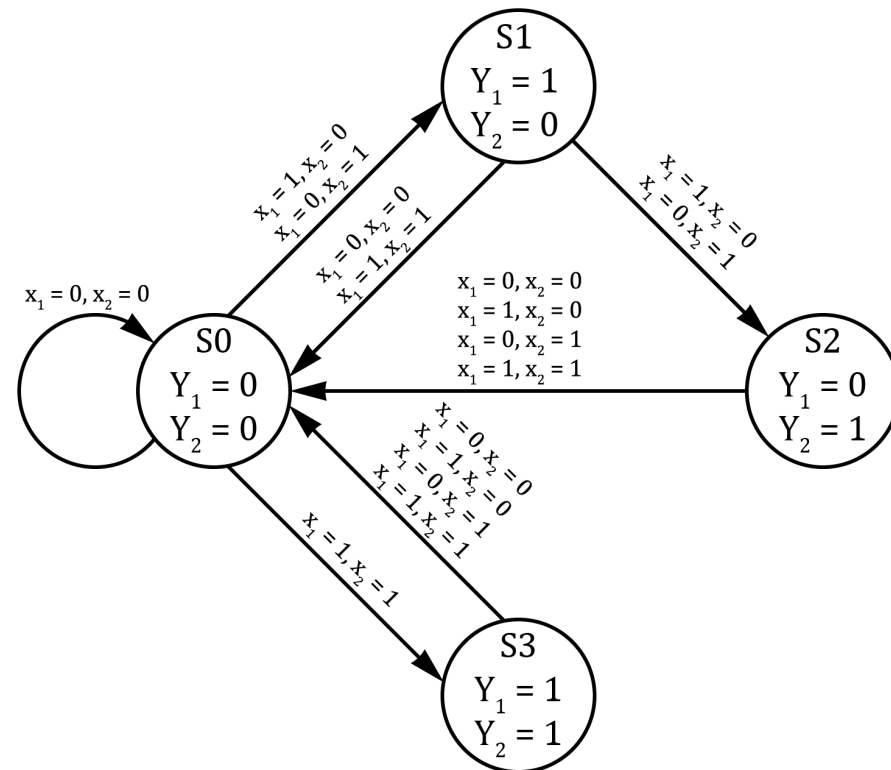 S1
Y₁ = 1
Y₂ = 0
x₁ = 1, x₂ = 0
x₁ = 0, x₂ = 1
x₁ = 0, x₂ = 0
x₁ = 1, x₂ = 1
x₁ = 1, x₂ = 0
x₁ = 0, x₂ = 1
x₁ = 0, x₂ = 0
x₁ = 0, x₂ = 0
x₁ = 1, x₂ = 0
x₁ = 0, x₂ = 1
x₁ = 1, x₂ = 1
S0
Y₁ = 0
Y₂ = 0
S2
Y₁ = 0
Y₂ = 1
x₁ = 0, x₂ = 0
x₁ = 1, x₂ = 0
x₁ = 0, x₂ = 1
x₁ = 1, x₂ = 1
x₁ = 1, x₂ = 1
S3
Y₁ = 1
Y₂ = 1